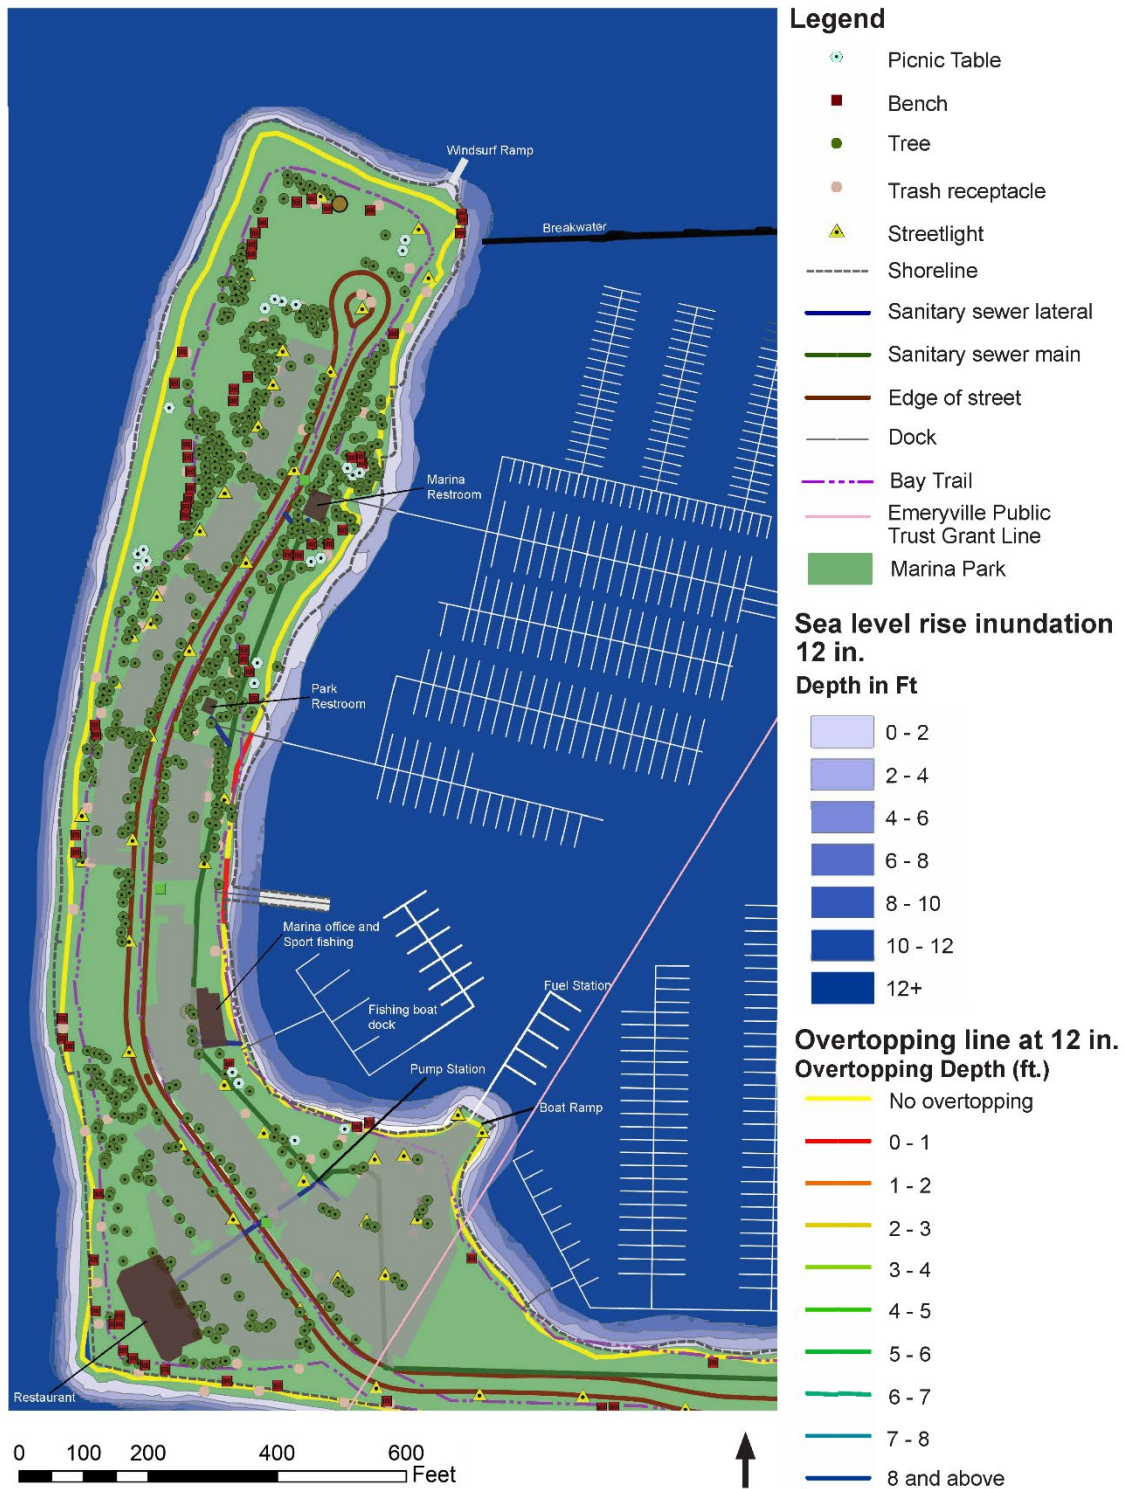 Windsurf Ramp
Breakwater
Marina
Restroom
Park
Restroom
Marina office and
Sport fishing
Fishing boat
dock
Fuel Station
Pump Station
Boat Ramp
Restaurant
0 100 200 400 600
Feet
Legend
Picnic Table
Bench
Tree
Trash receptacle
Streetlight
Shoreline
Sanitary sewer lateral
Sanitary sewer main
Edge of street
Dock
Bay Trail
Emeryville Public
Trust Grant Line
Marina Park
Sea level rise inundation
12 in.
Depth in Ft
0 - 2
2 - 4
4 - 6
6 - 8
8 - 10
10 - 12
12+
Overtopping line at 12 in.
Overtopping Depth (ft.)
No overtopping
0 - 1
1 - 2
2 - 3
3 - 4
4 - 5
5 - 6
6 - 7
7 - 8
8 and above